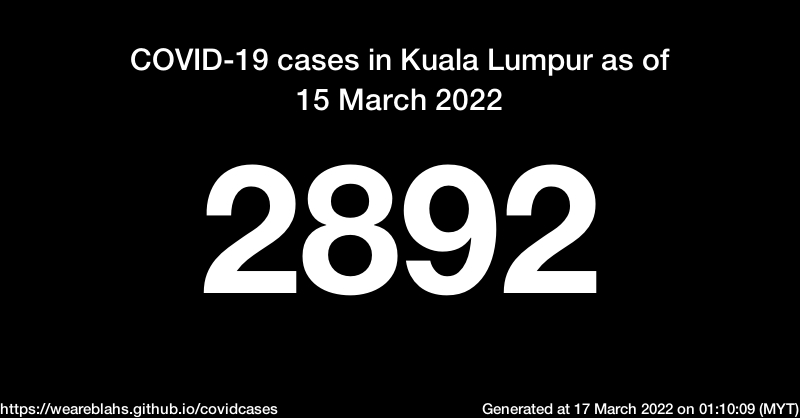 COVID-19 cases in Kuala Lumpur as of
15 March 2022
2892
https://weareblahs.github.io/covidcases
Generated at 17 March 2022 on 01:10:09 (MYT)